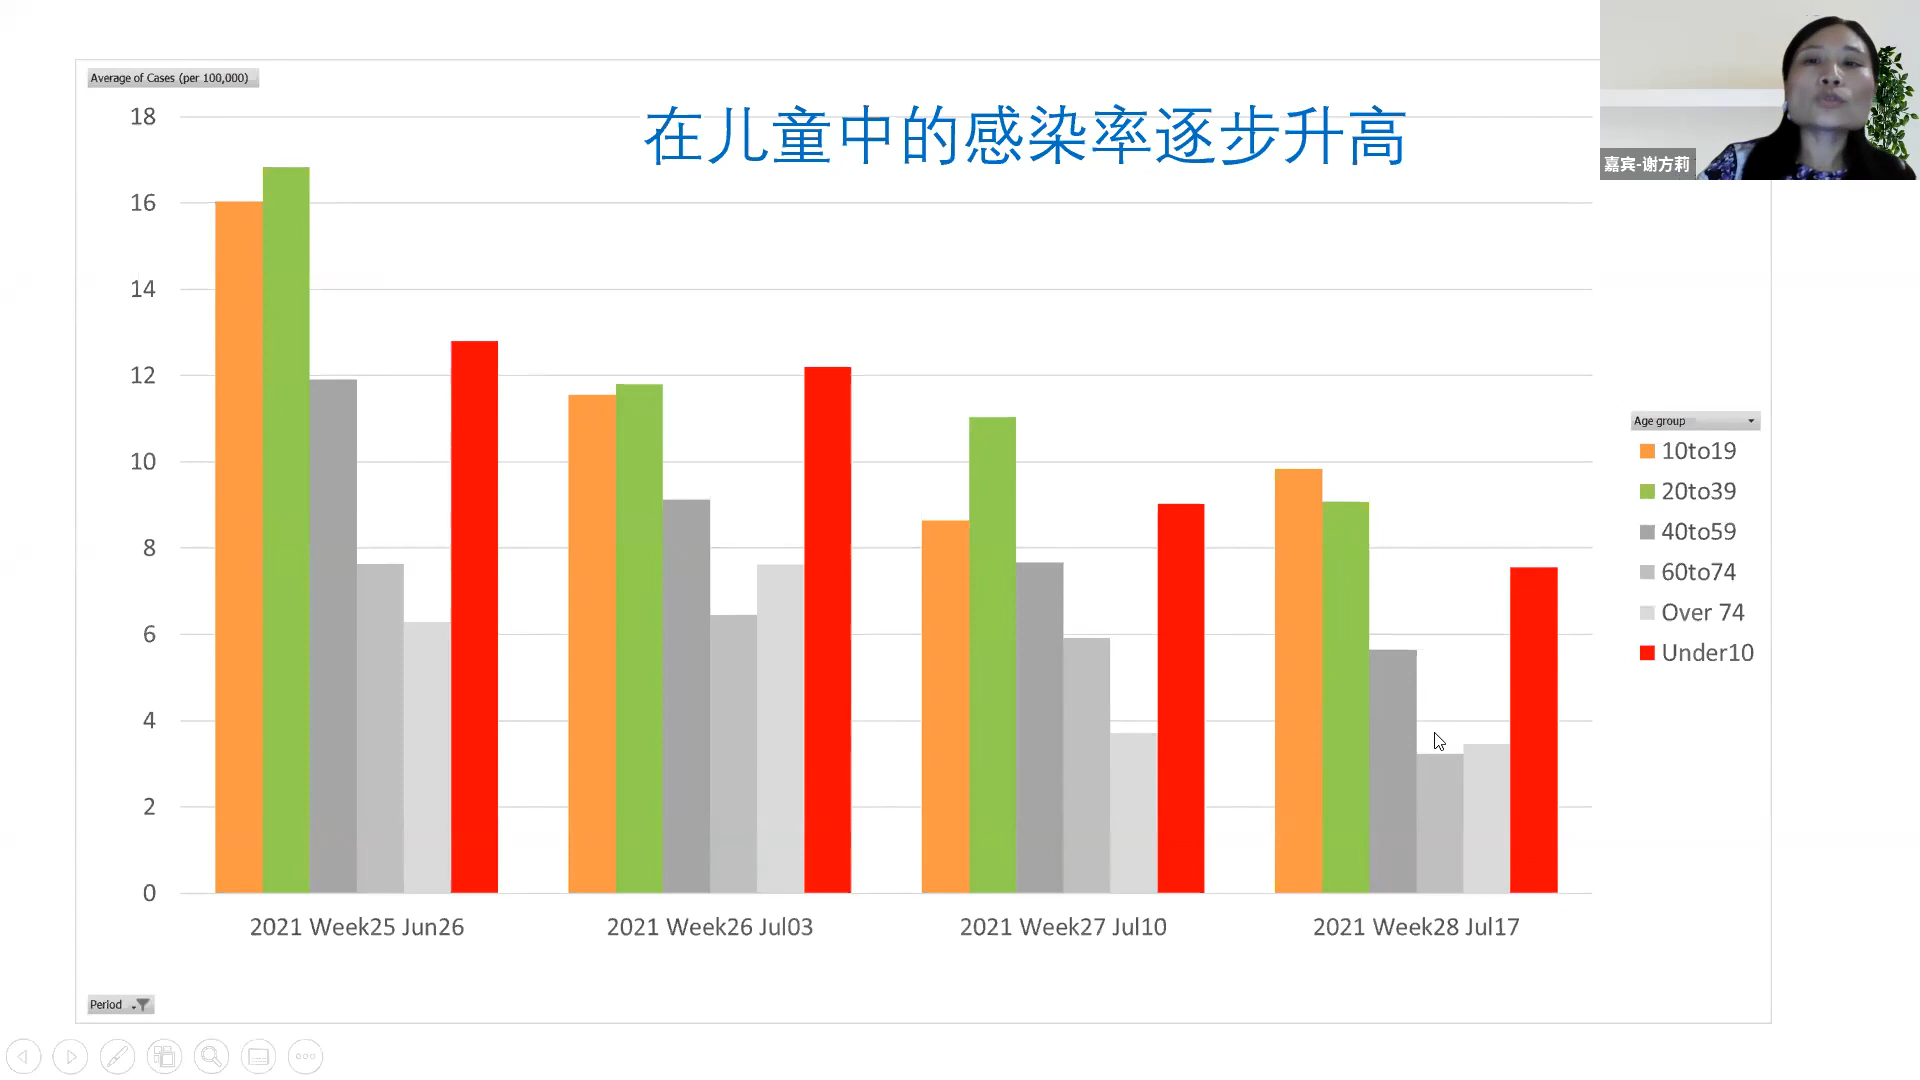 Average of Cases (per 100,000)
在儿童中的感染率逐步升高
嘉宾-谢方莉
18
16
14
12
10
8
6
4
2
0
Age group
10to19
20to39
40to59
60to74
Over 74
Under10
2021 Week25 Jun26
2021 Week26 Jul03
2021 Week27 Jul10
2021 Week28 Jul17
Period